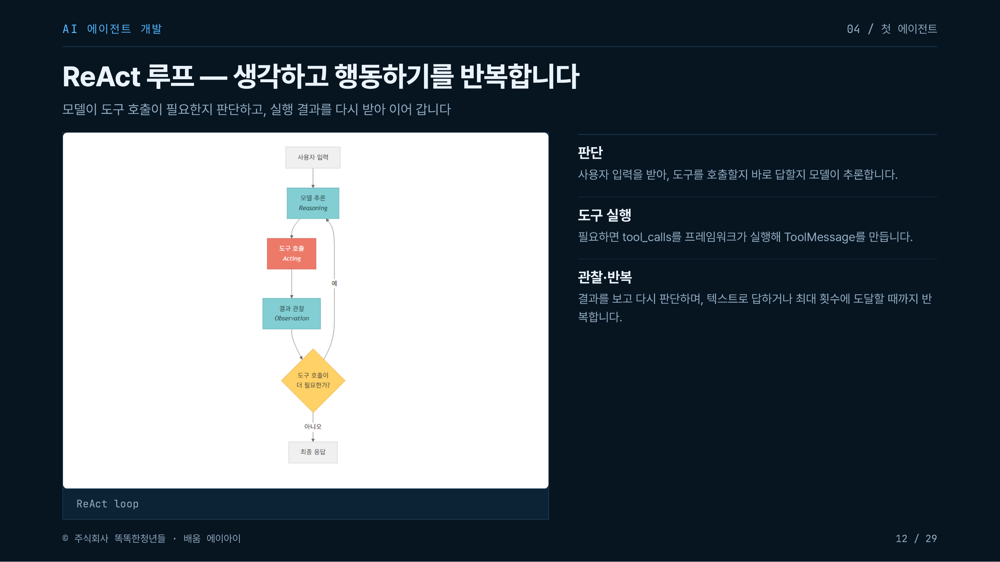 AI 에이전트 개발
04 / 첫 에이전트
ReAct 루프 — 생각하고 행동하기를 반복합니다
모델이 도구 호출이 필요한지 판단하고, 실행 결과를 다시 받아 이어 갑니다
사용자 입력
모델 추론
Reasoning
도구 호출
Acting
예
결과 관찰
Observation
도구 호출이
더 필요한가?
아니오
최종 응답
ReAct loop
판단
사용자 입력을 받아, 도구를 호출할지 바로 답할지 모델이 추론합니다.
도구 실행
필요하면 tool_calls를 프레임워크가 실행해 ToolMessage를 만듭니다.
관찰·반복
결과를 보고 다시 판단하며, 텍스트로 답하거나 최대 횟수에 도달할 때까지 반
복합니다.
© 주식회사 똑똑한청년들 · 배움 에이아이
12 / 29